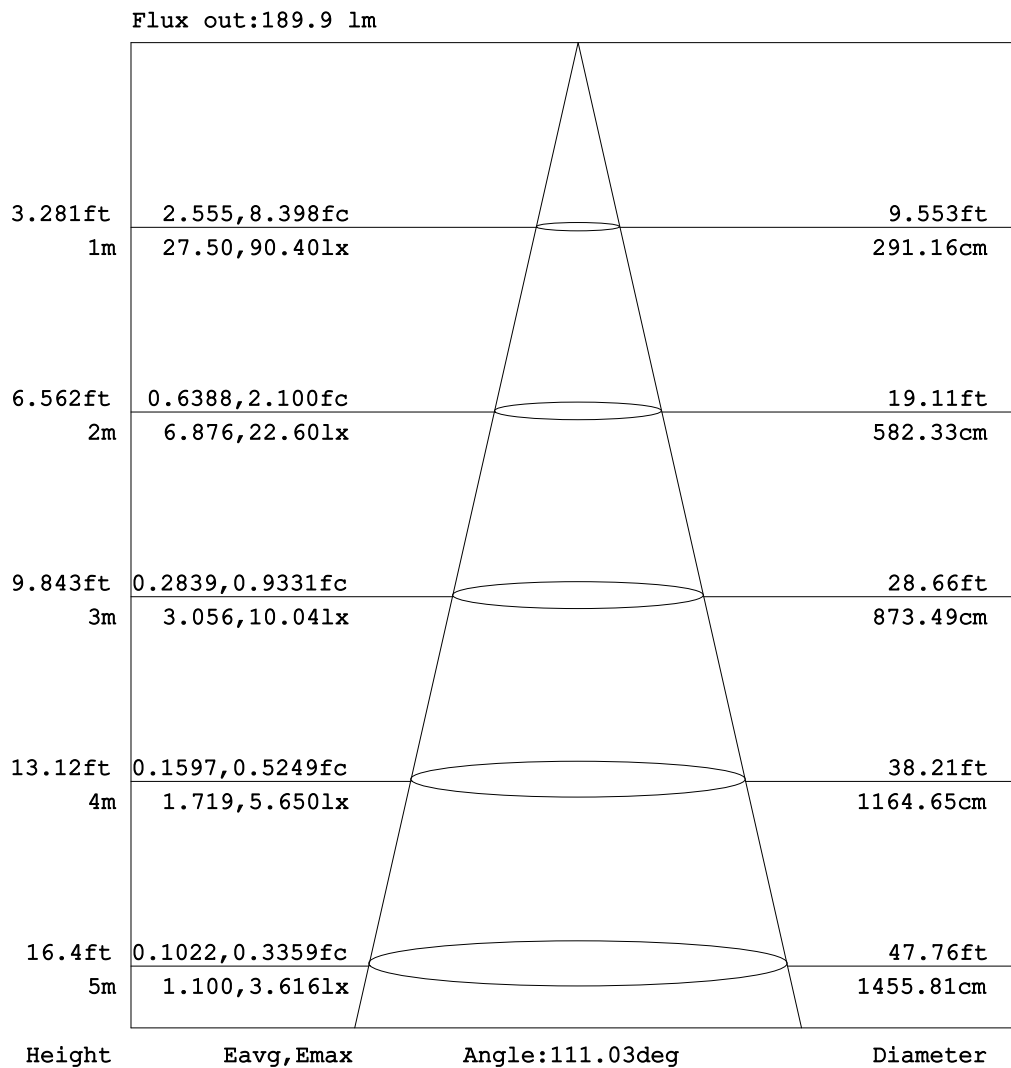 Flux out:189.9 lm
3.281ft 2.555,8.398fc 9.553ft
1m 27.50,90.40lx 291.16cm
6.562ft 0.6388,2.100fc 19.11ft
2m 6.876,22.60lx 582.33cm
9.843ft 0.2839,0.9331fc 28.66ft
3m 3.056,10.04lx 873.49cm
13.12ft 0.1597,0.5249fc 38.21ft
4m 1.719,5.650lx 1164.65cm
16.4ft 0.1022,0.3359fc 47.76ft
5m 1.100,3.616lx 1455.81cm
Height Eavg,Emax Angle:111.03deg Diameter